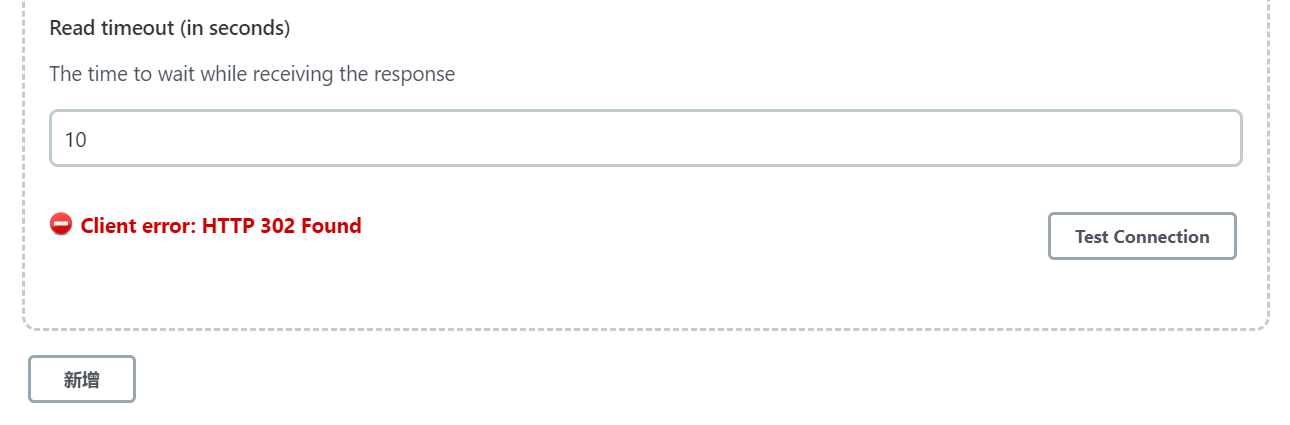 Read timeout (in seconds)
The time to wait while receiving the response
10
Client error: HTTP 302 Found
Test Connection
新增